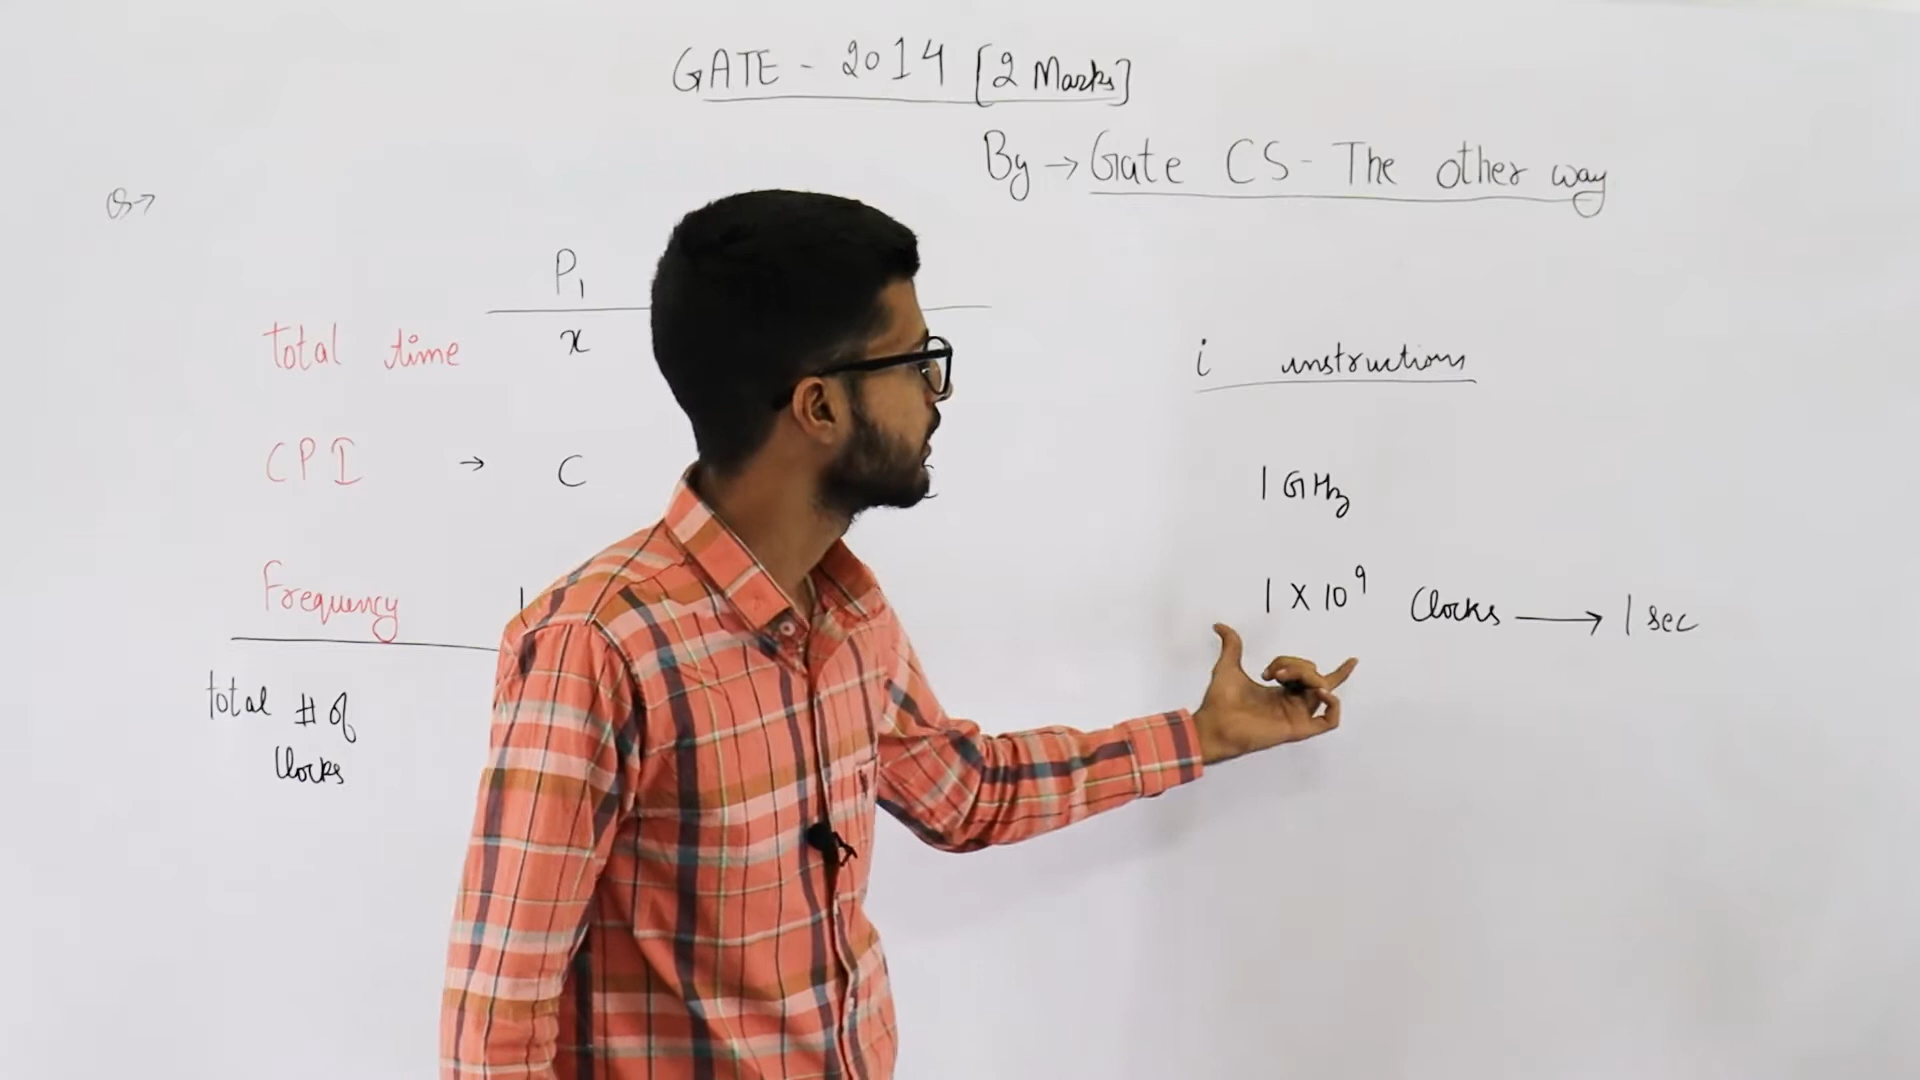 GATE - 2014 [2 Marks]
By → Gate CS - The other way
Q→
P1
total time x
i instructions
CPI → C
1 GHz
Frequency 1
1 X 10^9 Clocks → 1 sec
total # of
Clocks